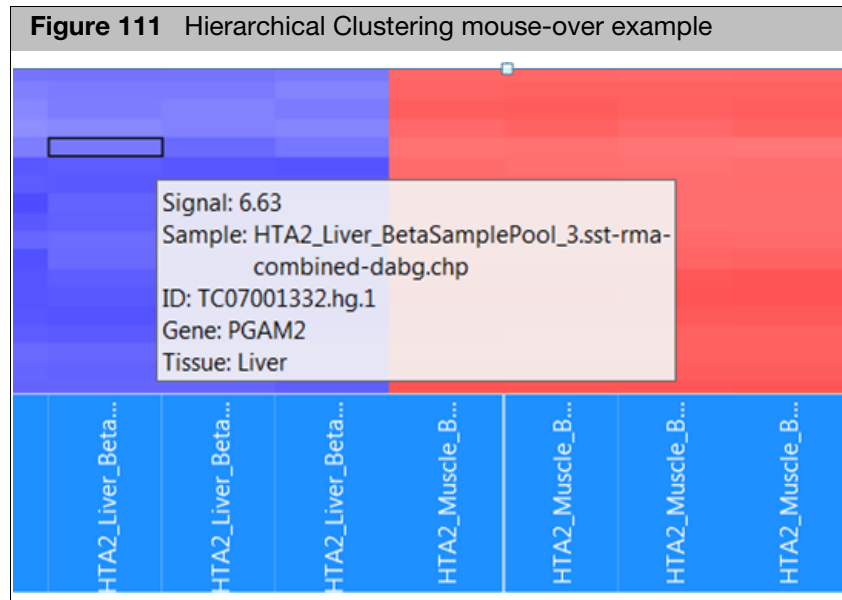 Figure 111 Hierarchical Clustering mouse-over example
Signal: 6.63
Sample: HTA2_Liver_BetaSamplePool_3.sst-rma-
combined-dabg.chp
ID: TC07001332.hg.1
Gene: PGAM2
Tissue: Liver
HTA2_Liver_Beta...
HTA2_Liver_Beta...
HTA2_Liver_Beta...
HTA2_Muscle_B...
HTA2_Muscle_B...
HTA2_Muscle_B...
HTA2_Muscle_B...